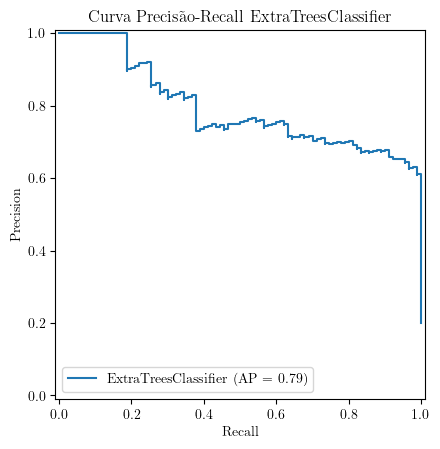 Curva Precisão-Recall ExtraTreesClassifier
1.0
0.8
0.6
0.4
0.2
0.0
Precision
ExtraTreesClassifier (AP = 0.79)
0.0 0.2 0.4 0.6 0.8 1.0
Recall